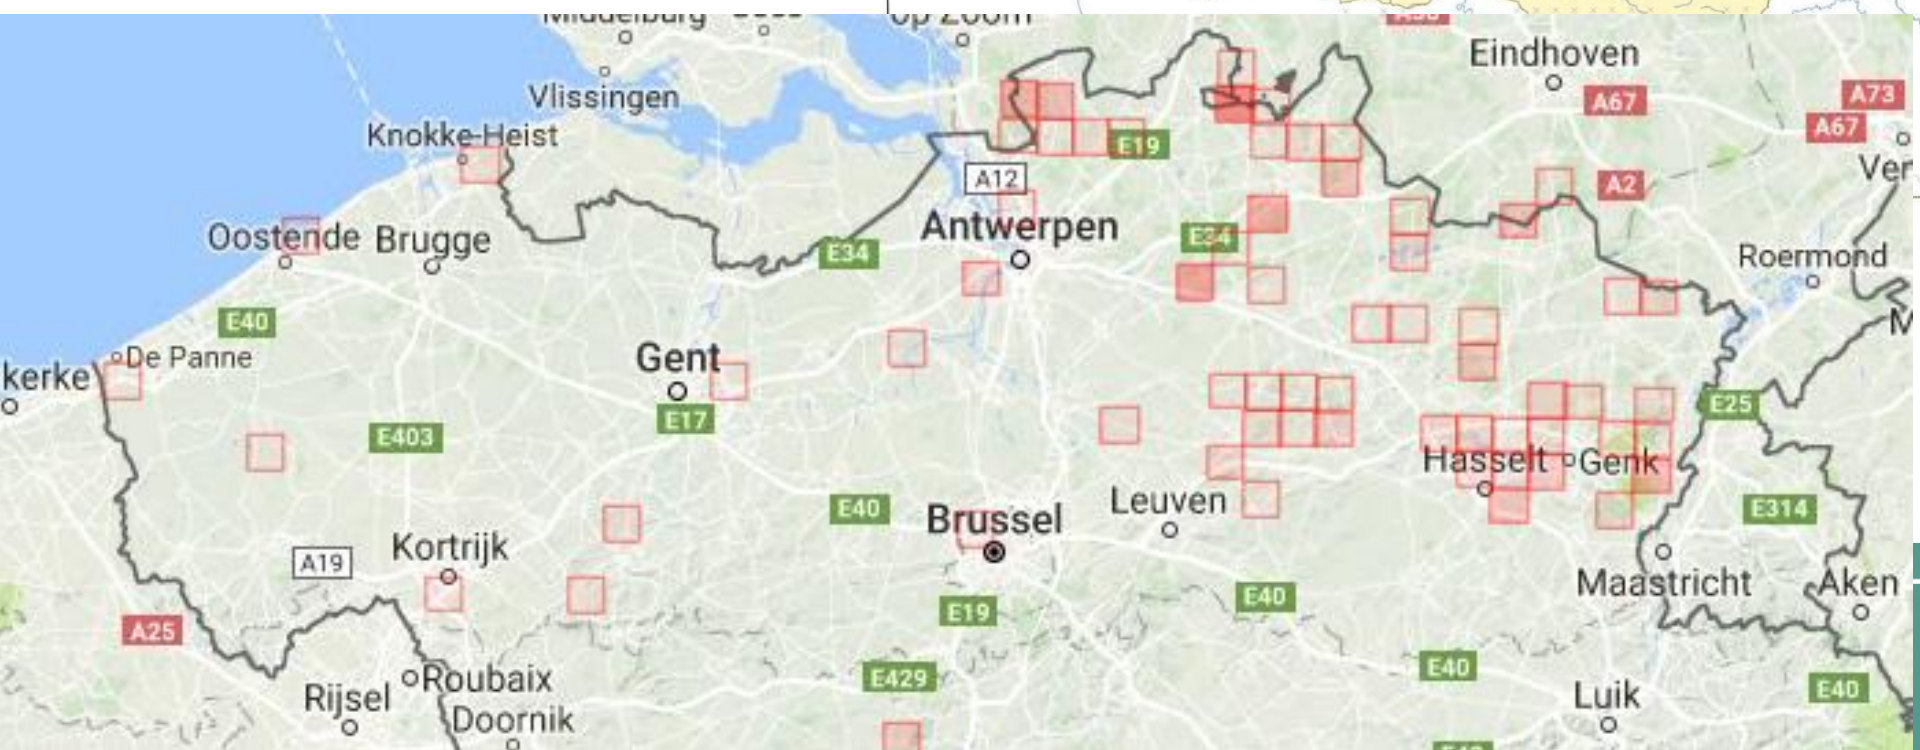 Middelburg
op Zoom
Eindhoven
A67
A73
A67
Vlissingen
Knokke-Heist
E19
A12
A2
Oostende
Brugge
Antwerpen
E34
E34
Roermond
E40
De Panne
kerke
Gent
E17
E403
E25
Hasselt
Genk
E40
Brussel
Leuven
E314
A19
Kortrijk
Maastricht
Aken
E19
E40
A25
Roubaix
Rijsel
Doornik
E429
E40
Luik
E40